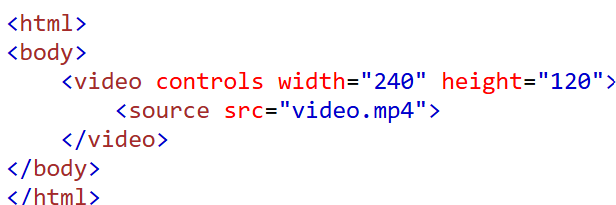 <html>
<body>
    <video controls width="240" height="120">
        <source src="video.mp4">
    </video>
</body>
</html>